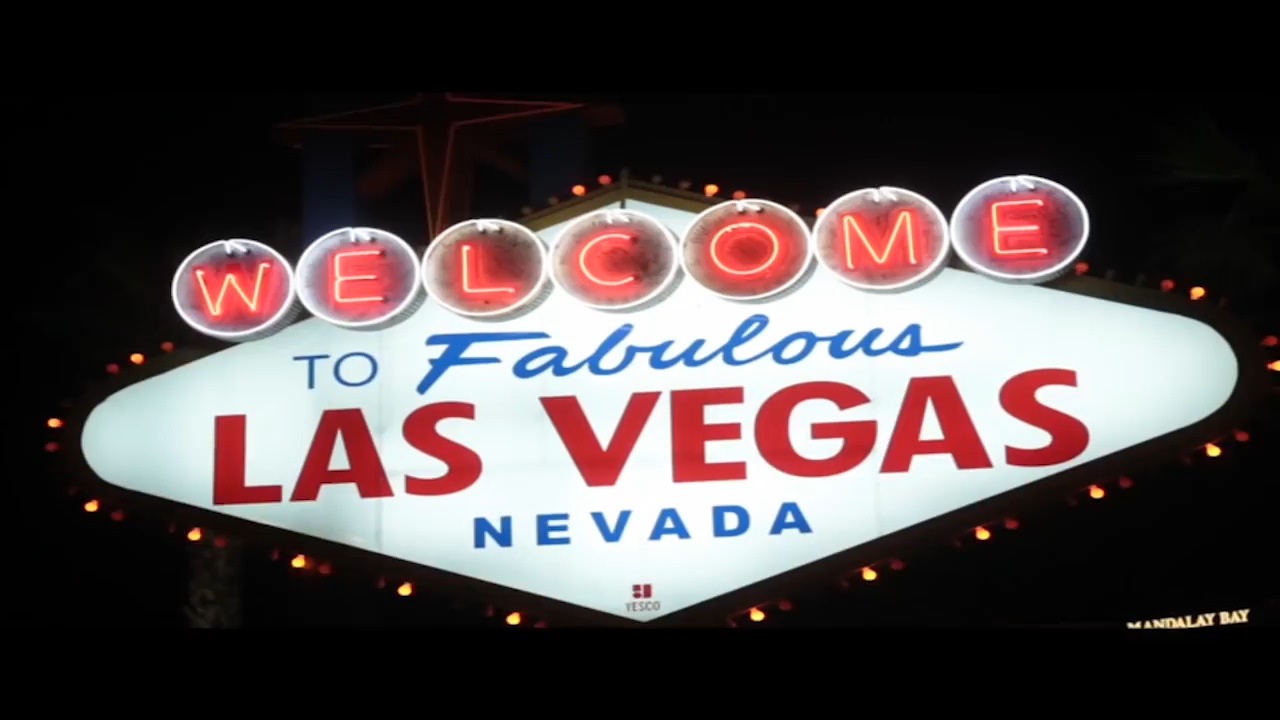 WELCOME
TO Fabulous
LAS VEGAS
NEVADA
YESCO
MANDALAY BAY